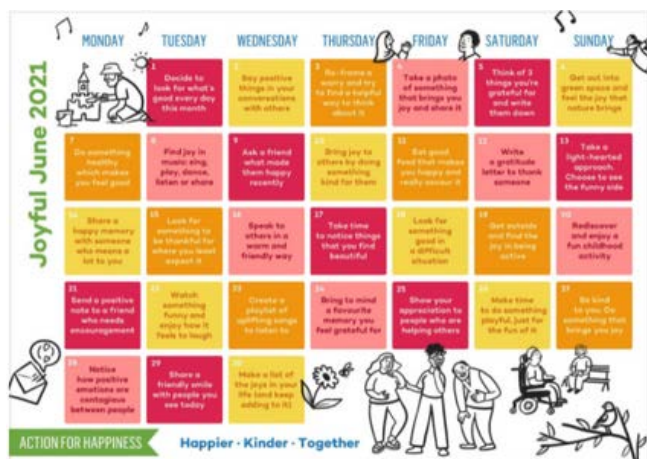 Joyful June 2021
MONDAY
TUESDAY
WEDNESDAY
THURSDAY
FRIDAY
SATURDAY
SUNDAY
1
Decide to
look for what's
good every day
this month
2
Say positive
things in your
conversations
with others
3
Re-frame a
worry and try
to find a helpful
way to think
about it
4
Take a photo
of something
that brings you
joy and share it
5
Think of 3
things you're
grateful for
and write
them down
6
Get out into
green space and
feel the joy that
nature brings
7
Do something
healthy
which makes
you feel good
8
Find joy in
music: sing,
play, dance,
listen or share
9
Ask a friend
what made
them happy
recently
10
Bring joy to
others by doing
something
kind for them
11
Eat good
food that makes
you happy and
really savour it
12
Write
a gratitude
letter to thank
someone
13
Take a
light-hearted
approach.
Choose to see
the funny side
14
Share a
happy memory
with someone
who means a
lot to you
15
Look for
something to
be thankful for
where you least
expect it
16
Speak to
others in a
warm and
friendly way
17
Take time
to notice things
that you find
beautiful
18
Look for
something
good in
a difficult
situation
19
Get outside
and find the
joy in being
active
20
Rediscover
and enjoy a
fun childhood
activity
21
Send a positive
note to a friend
who needs
encouragement
22
Watch
something
funny and
enjoy how it
feels to laugh
23
Create a
playlist of
uplifting songs
to listen to
24
Bring to mind
a favourite
memory you
feel grateful for
25
Show your
appreciation to
people who are
helping others
26
Make time
to do something
playful, just for
the fun of it
27
Be kind
to you. Do
something that
brings you joy
28
Notice
how positive
emotions are
contagious
between people
29
Share a
friendly smile
with people you
see today
30
Make a list of
the joys in your
life (and keep
adding to it)
ACTION FOR HAPPINESS
Happier · Kinder · Together